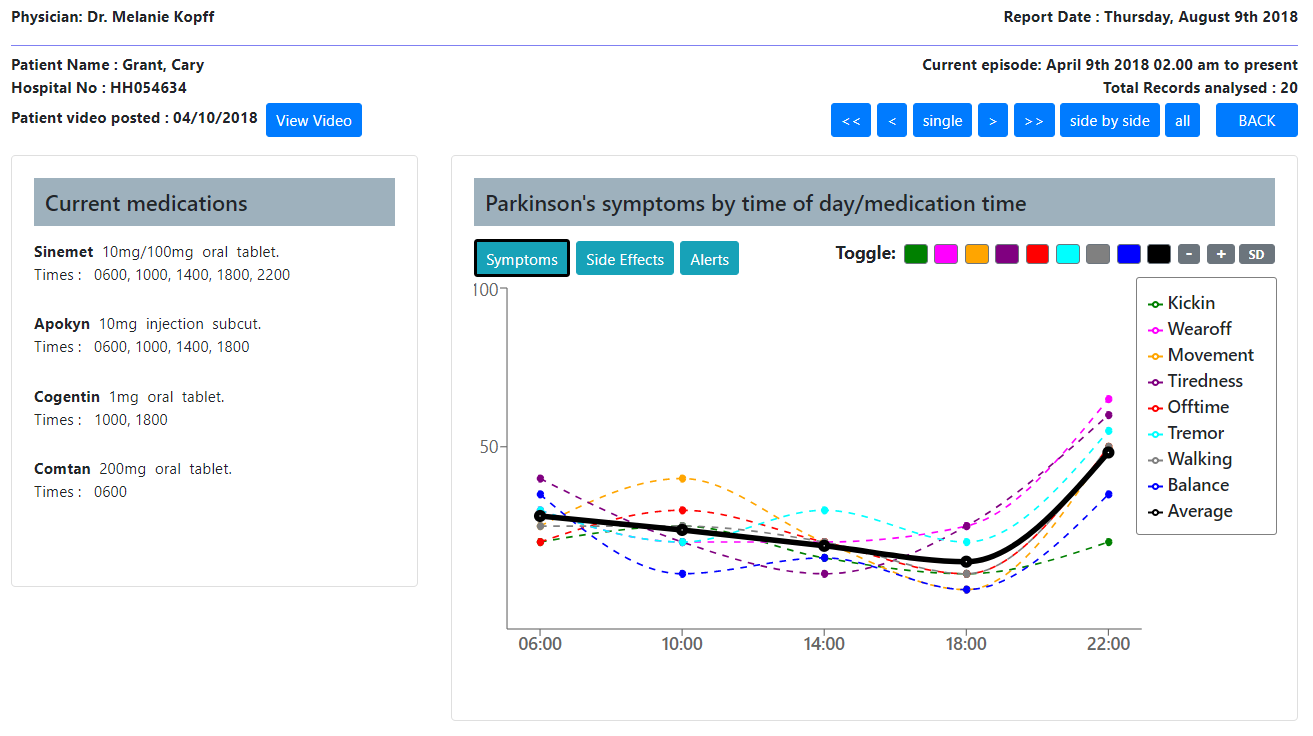 Physician: Dr. Melanie Kopff
Report Date : Thursday, August 9th 2018
Patient Name : Grant, Cary
Current episode: April 9th 2018 02.00 am to present
Hospital No : HH054634
Total Records analysed : 20
Patient video posted : 04/10/2018 View Video
<< < single > >> side by side all BACK
Current medications
Sinemet 10mg/100mg oral tablet.
Times : 0600, 1000, 1400, 1800, 2200
Apokyn 10mg injection subcut.
Times : 0600, 1000, 1400, 1800
Cogentin 1mg oral tablet.
Times : 1000, 1800
Comtan 200mg oral tablet.
Times : 0600
Parkinson's symptoms by time of day/medication time
Symptoms Side Effects Alerts
Toggle: - + SD
100
50
06:00 10:00 14:00 18:00 22:00
Kickin
Wearoff
Movement
Tiredness
Offtime
Tremor
Walking
Balance
Average